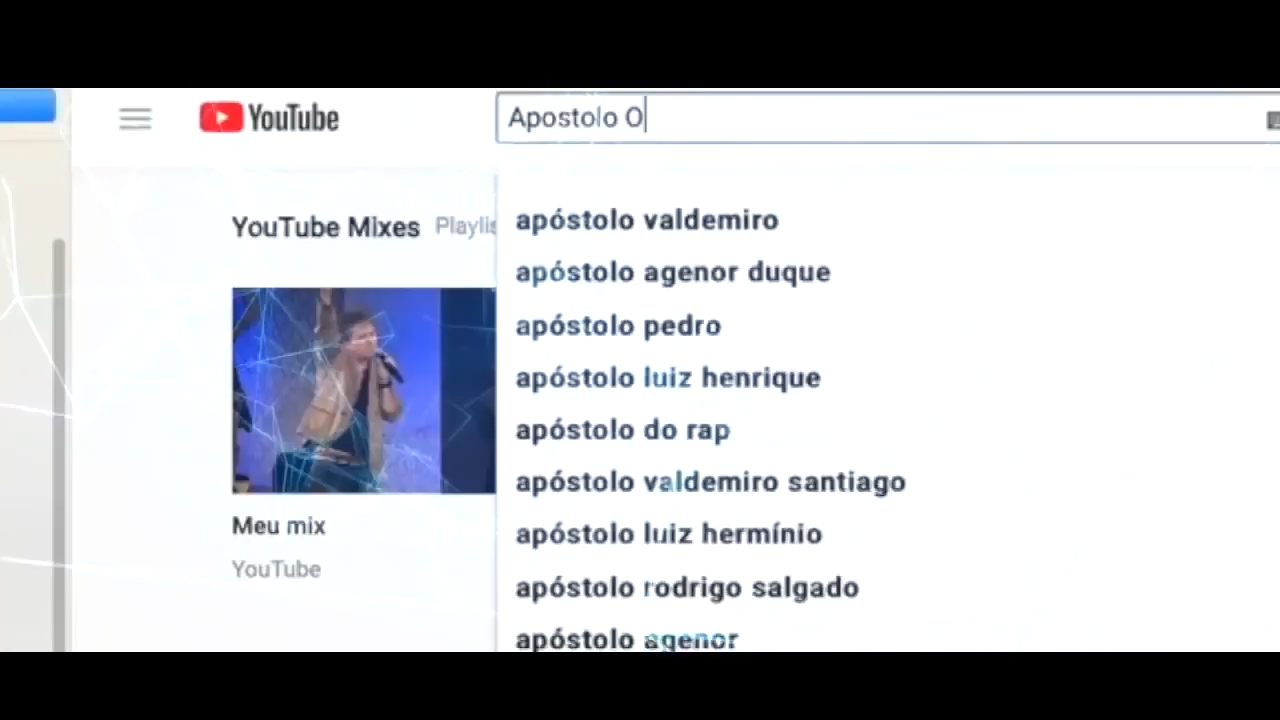 YouTube
Apostolo O
YouTube Mixes
apóstolo valdemiro
apóstolo agenor duque
apóstolo pedro
apóstolo luiz henrique
apóstolo do rap
apóstolo valdemiro santiago
apóstolo luiz hermínio
apóstolo rodrigo salgado
apóstolo agenor
Meu mix
YouTube